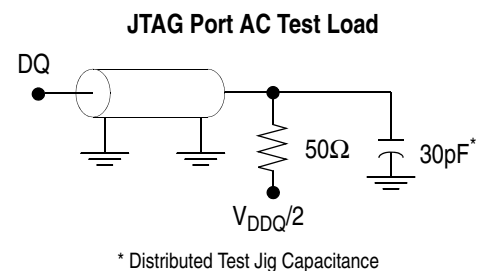 JTAG Port AC Test Load
DQ
50Ω
30pF*
VDDQ/2
* Distributed Test Jig Capacitance